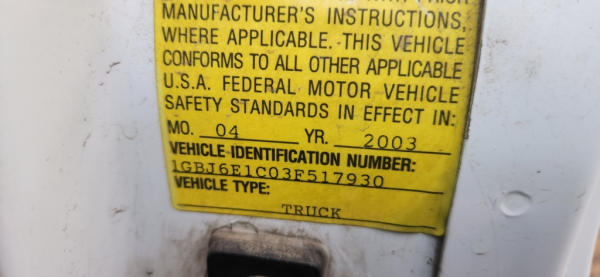 MANUFACTURER'S INSTRUCTIONS,
WHERE APPLICABLE. THIS VEHICLE
CONFORMS TO ALL OTHER APPLICABLE
U.S.A. FEDERAL MOTOR VEHICLE
SAFETY STANDARDS IN EFFECT IN:
MO. 04 YR. 2003
VEHICLE IDENTIFICATION NUMBER:
1GBJ6E1C03F517930
VEHICLE TYPE:
TRUCK